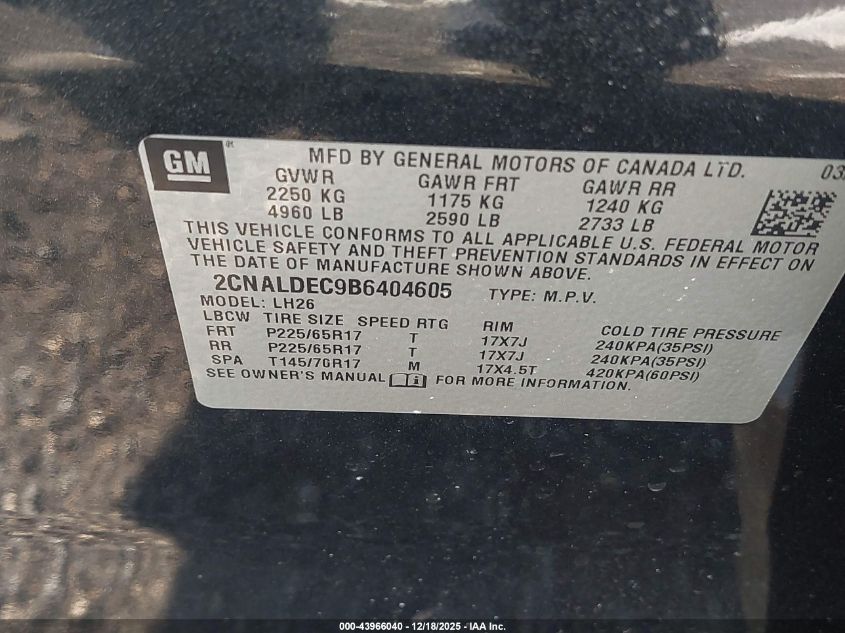 GM ®
MFD BY GENERAL MOTORS OF CANADA LTD. 03
GVWR GAWR FRT GAWR RR
2250 KG 1175 KG 1240 KG
4960 LB 2590 LB 2733 LB
THIS VEHICLE CONFORMS TO ALL APPLICABLE U.S. FEDERAL MOTOR
VEHICLE SAFETY AND THEFT PREVENTION STANDARDS IN EFFECT ON
THE DATE OF MANUFACTURE SHOWN ABOVE.
2CNALDEC9B6404605 TYPE: M.P.V.
MODEL: LH26
LBCW TIRE SIZE SPEED RTG RIM COLD TIRE PRESSURE
FRT P225/65R17 T 17X7J 240KPA(35PSI)
RR P225/65R17 T 17X7J 240KPA(35PSI)
SPA T145/70R17 M 17X4.5T 420KPA(60PSI)
SEE OWNER'S MANUAL FOR MORE INFORMATION.
000-43966040 - 12/18/2025 - IAA Inc.